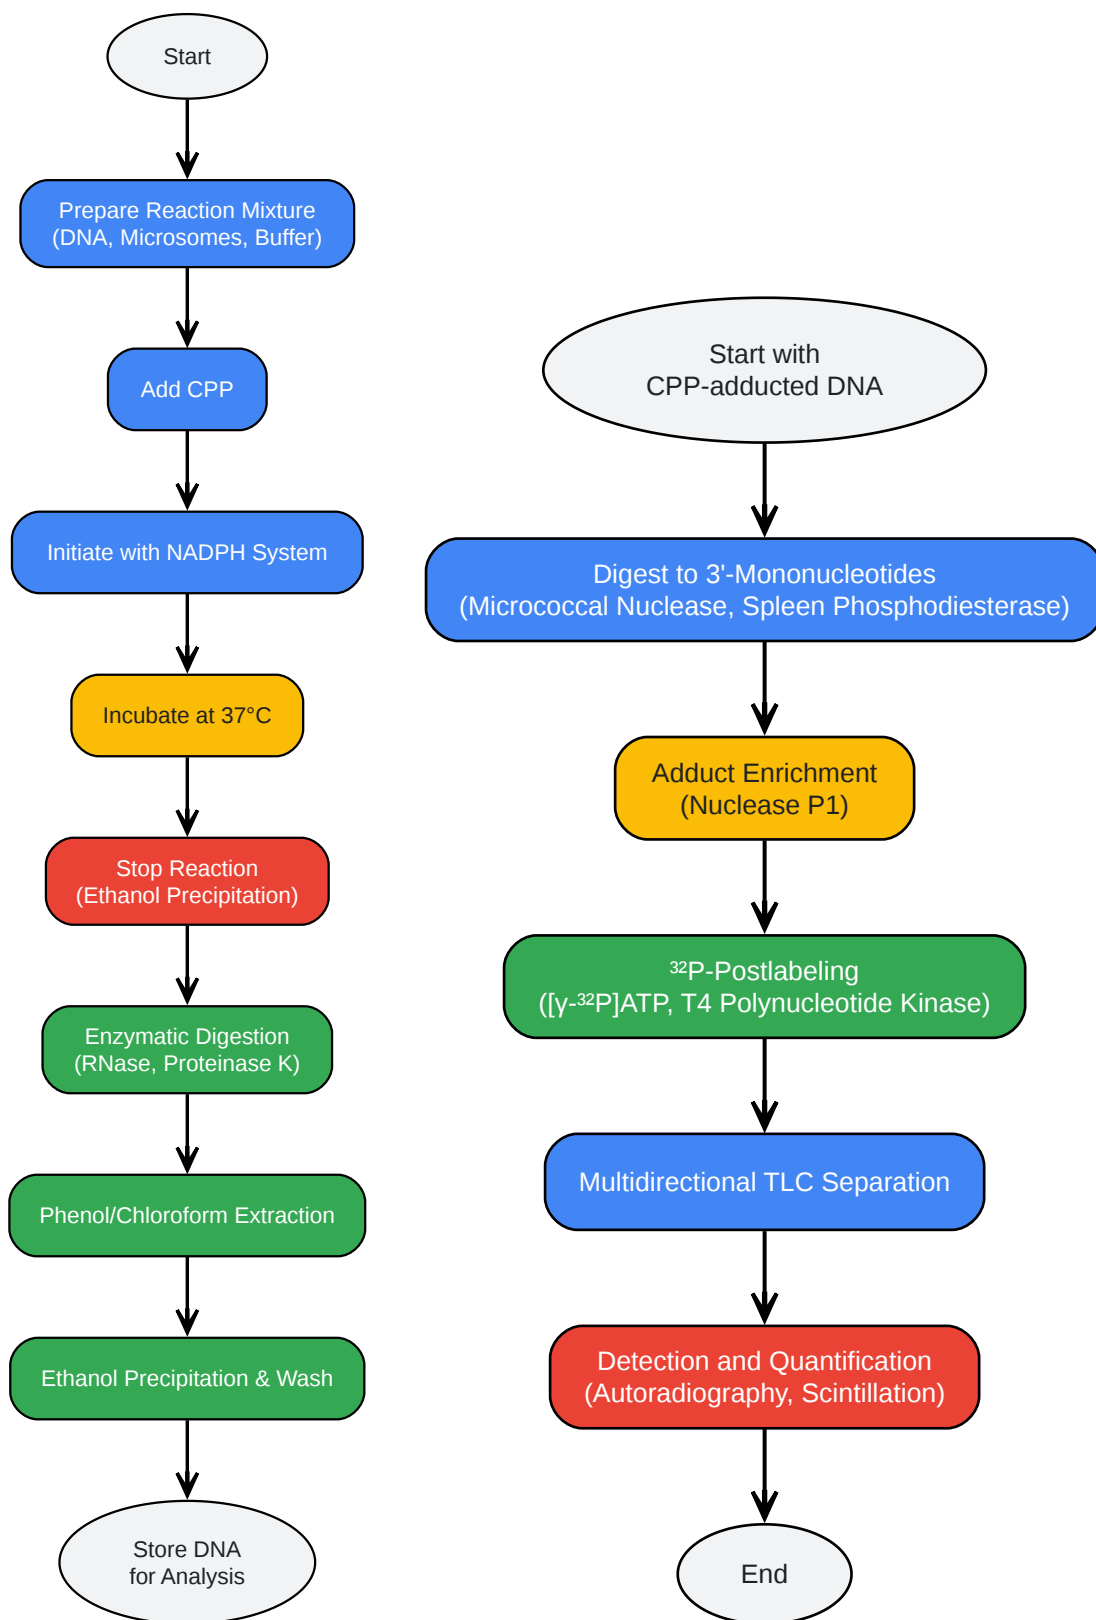 Start
Prepare Reaction Mixture
(DNA, Microsomes, Buffer)
Add CPP
Initiate with NADPH System
Incubate at 37°C
Stop Reaction
(Ethanol Precipitation)
Enzymatic Digestion
(RNase, Proteinase K)
Phenol/Chloroform Extraction
Ethanol Precipitation & Wash
Store DNA
for Analysis
Start with
CPP-adducted DNA
Digest to 3'-Mononucleotides
(Micrococcal Nuclease, Spleen Phosphodiesterase)
Adduct Enrichment
(Nuclease P1)
³²P-Postlabeling
([γ-³²P]ATP, T4 Polynucleotide Kinase)
Multidirectional TLC Separation
Detection and Quantification
(Autoradiography, Scintillation)
End